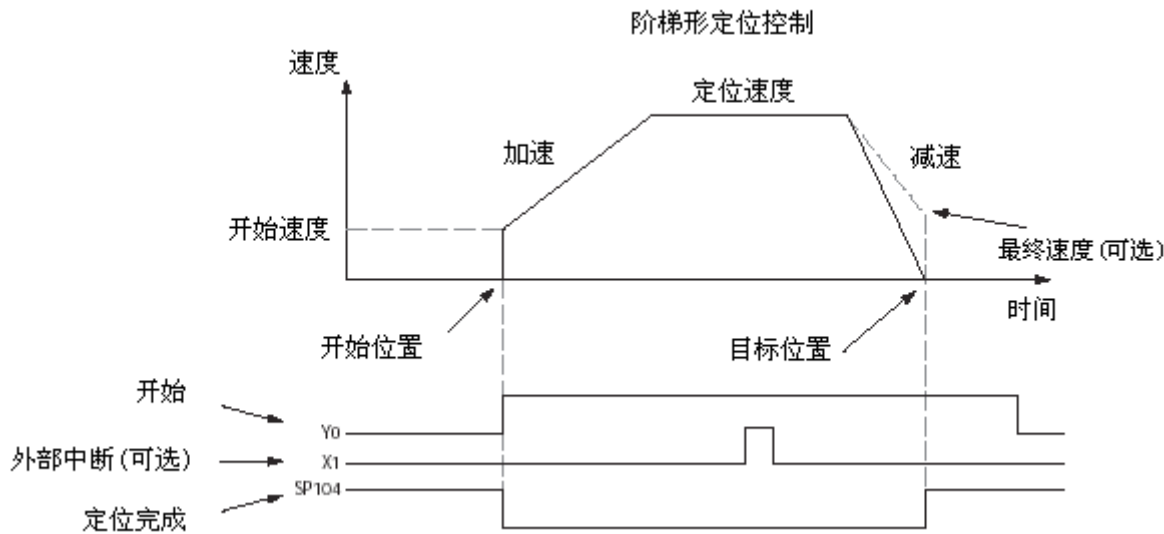 阶梯形定位控制
速度
定位速度
加速
减速
开始速度
最终速度(可选)
时间
开始位置
目标位置
开始
Y0
外部中断(可选)
X1
SP104
定位完成